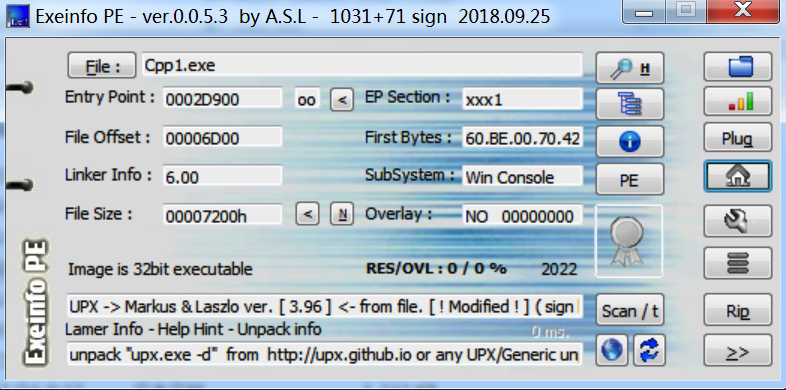 Exeinfo PE - ver.0.0.5.3 by A.S.L - 1031+71 sign 2018.09.25
File : Cpp1.exe H
Entry Point : 0002D900 oo < EP Section : xxx1
File Offset : 00006D00 First Bytes : 60.BE.00.70.42 Plug
Linker Info : 6.00 SubSystem : Win Console PE
File Size : 00007200h < N Overlay : NO 00000000
Exeinfo PE
Image is 32bit executable RES/OVL : 0 / 0 % 2022
UPX -> Markus & Laszlo ver. [ 3.96 ] <- from file. [ ! Modified ! ] ( sign Scan / t Rip
Lamer Info - Help Hint - Unpack info 0 ms.
unpack "upx.exe -d" from http://upx.github.io or any UPX/Generic un >>